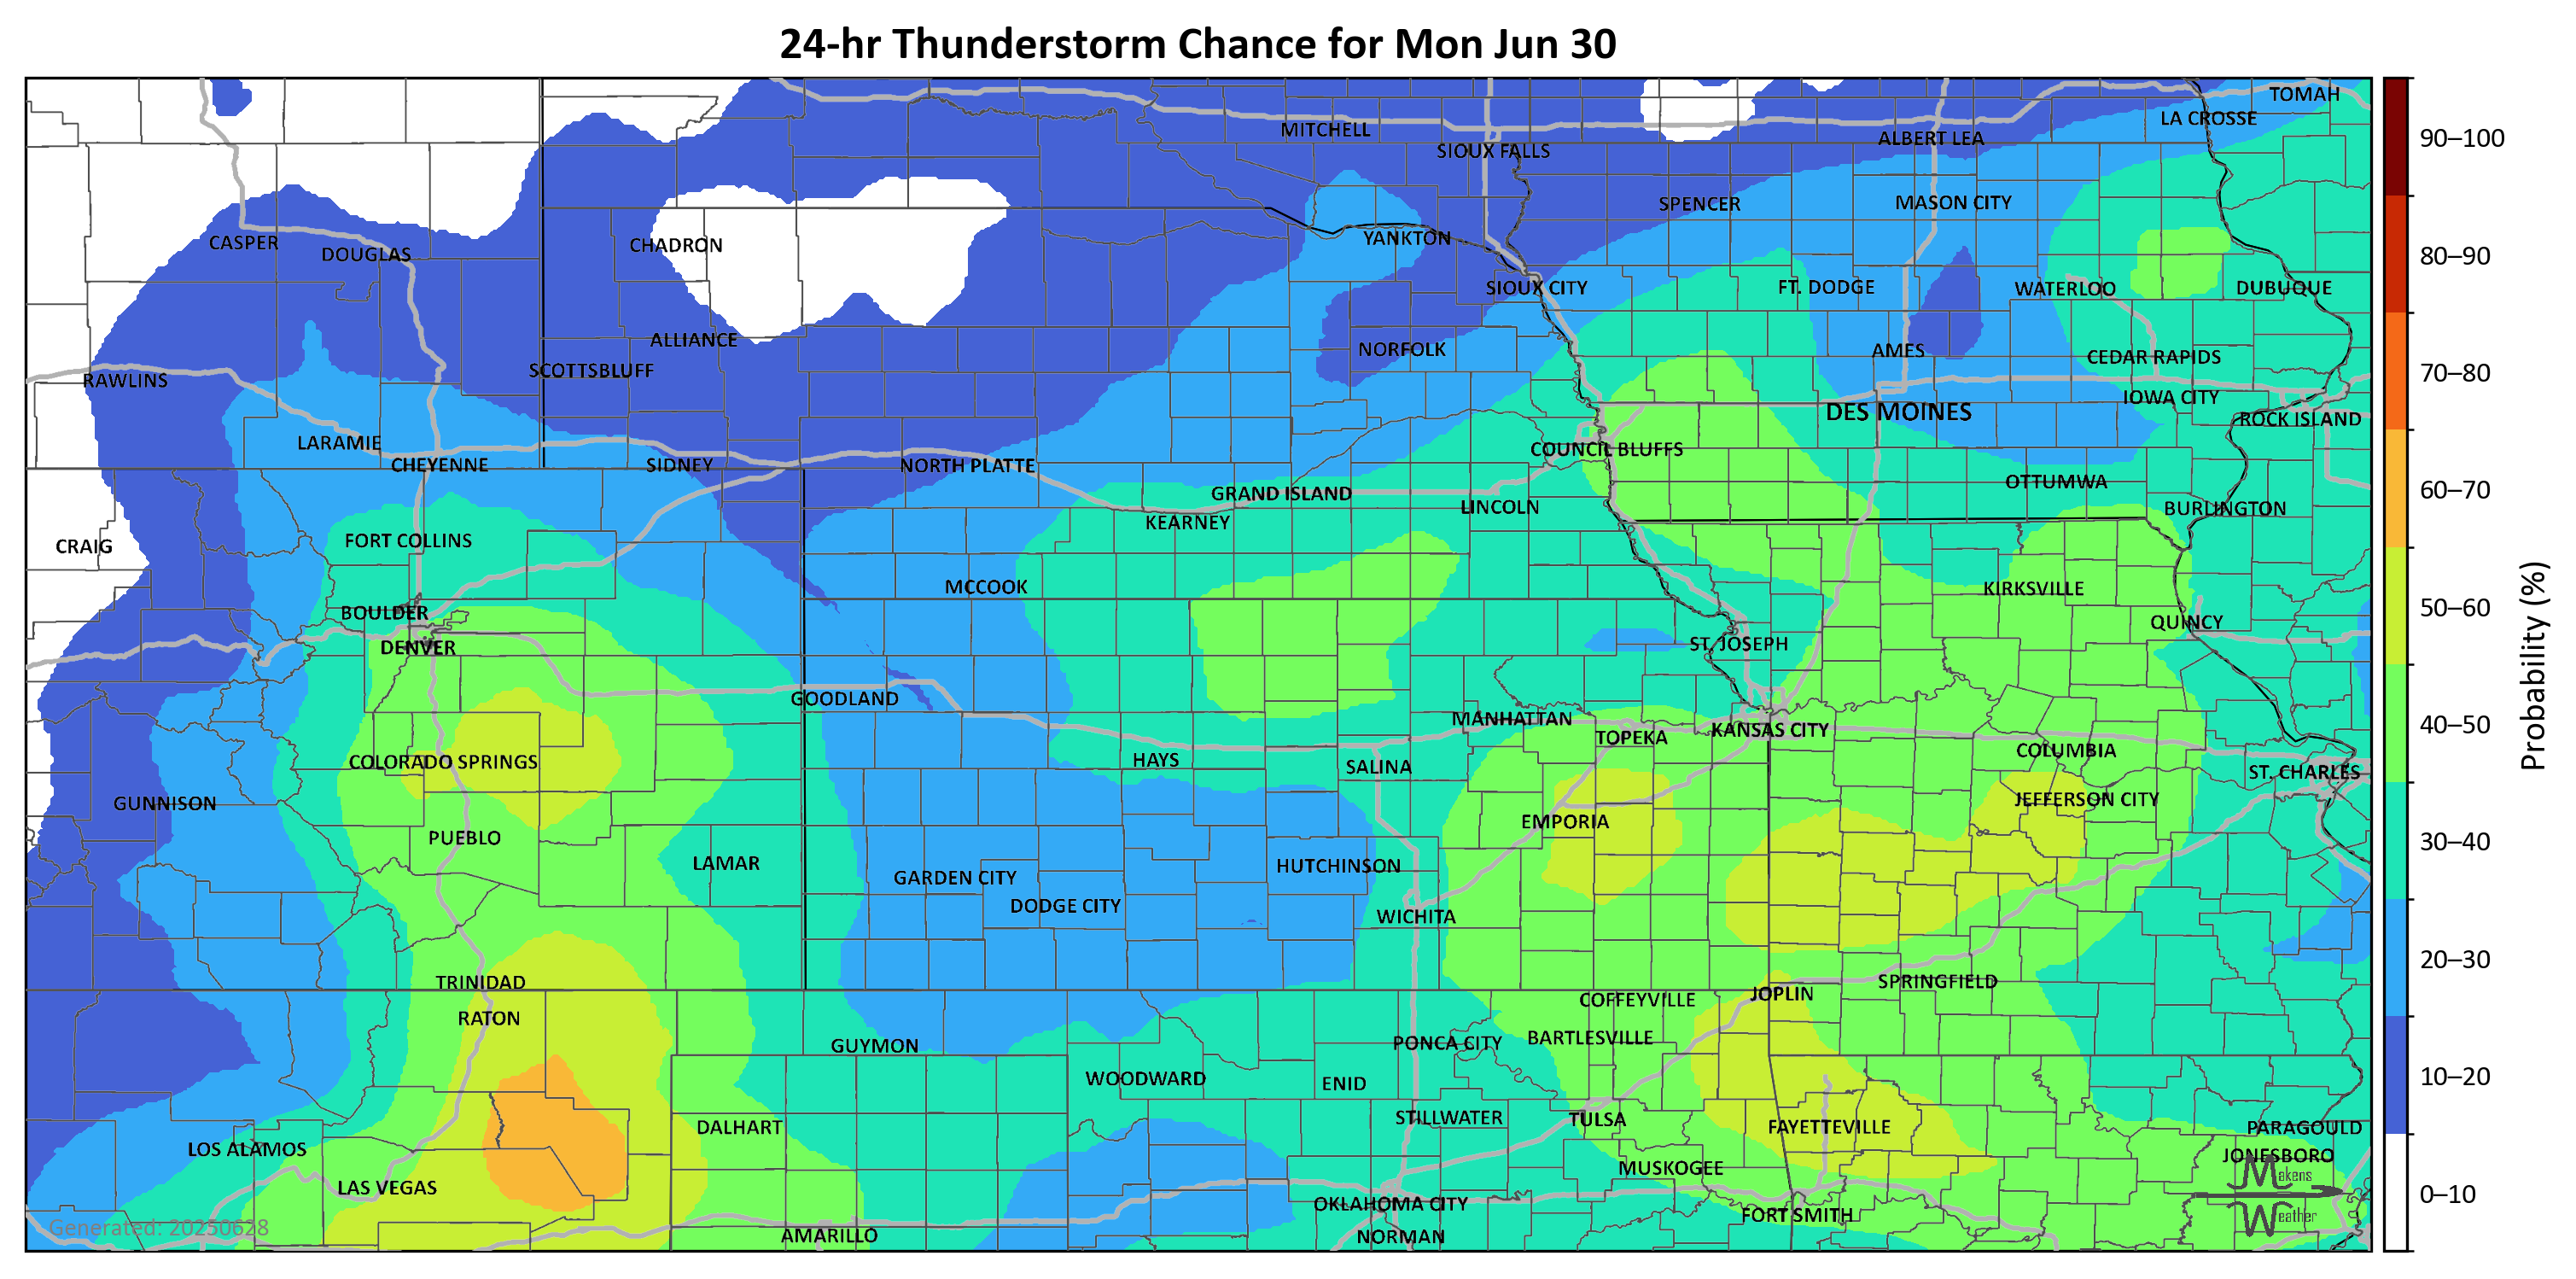 24-hr Thunderstorm Chance for Mon Jun 30
TOMAH
LA CROSSE
MITCHELL
ALBERT LEA
SIOUX FALLS
SPENCER
MASON CITY
CASPER
DOUGLAS
CHADRON
YANKTON
SIOUX CITY
FT. DODGE
WATERLOO
DUBUQUE
ALLIANCE
NORFOLK
AMES
CEDAR RAPIDS
RAWLINS
SCOTTSBLUFF
IOWA CITY
DES MOINES
ROCK ISLAND
LARAMIE
COUNCIL BLUFFS
CHEYENNE
SIDNEY
NORTH PLATTE
OTTUMWA
GRAND ISLAND
LINCOLN
BURLINGTON
KEARNEY
CRAIG
FORT COLLINS
MCCOOK
KIRKSVILLE
BOULDER
QUINCY
DENVER
ST. JOSEPH
GOODLAND
MANHATTAN
TOPEKA
KANSAS CITY
COLUMBIA
COLORADO SPRINGS
HAYS
SALINA
ST. CHARLES
GUNNISON
JEFFERSON CITY
PUEBLO
EMPORIA
LAMAR
HUTCHINSON
GARDEN CITY
DODGE CITY
WICHITA
TRINIDAD
SPRINGFIELD
JOPLIN
COFFEYVILLE
RATON
GUYMON
PONCA CITY
BARTLESVILLE
WOODWARD
ENID
DALHART
STILLWATER
TULSA
FAYETTEVILLE
PARAGOULD
LOS ALAMOS
JONESBORO
MUSKOGEE
LAS VEGAS
OKLAHOMA CITY
FORT SMITH
AMARILLO
NORMAN
Generated: 20250628
Makens
Weather
90–100
80–90
70–80
60–70
50–60
40–50
30–40
20–30
10–20
0–10
Probability (%)